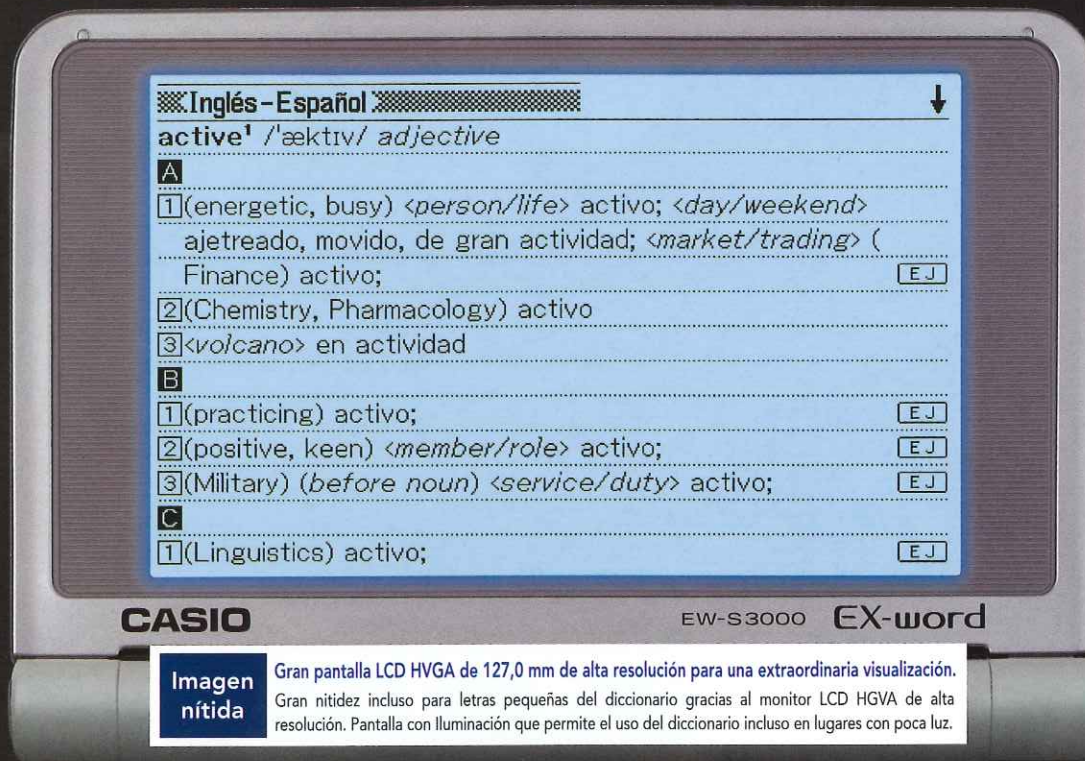 Inglés-Español ↓
active¹ /ˈæktɪv/ adjective
A
1(energetic, busy) <person/life> activo; <day/weekend>
ajetreado, movido, de gran actividad; <market/trading> (
Finance) activo; EJ
2(Chemistry, Pharmacology) activo
3<volcano> en actividad
B
1(practicing) activo; EJ
2(positive, keen) <member/role> activo; EJ
3(Military) (before noun) <service/duty> activo; EJ
C
1(Linguistics) activo; EJ
CASIO EW-S3000 EX-word
Imagen nítida
Gran pantalla LCD HVGA de 127,0 mm de alta resolución para una extraordinaria visualización.
Gran nitidez incluso para letras pequeñas del diccionario gracias al monitor LCD HGVA de alta
resolución. Pantalla con Iluminación que permite el uso del diccionario incluso en lugares con poca luz.